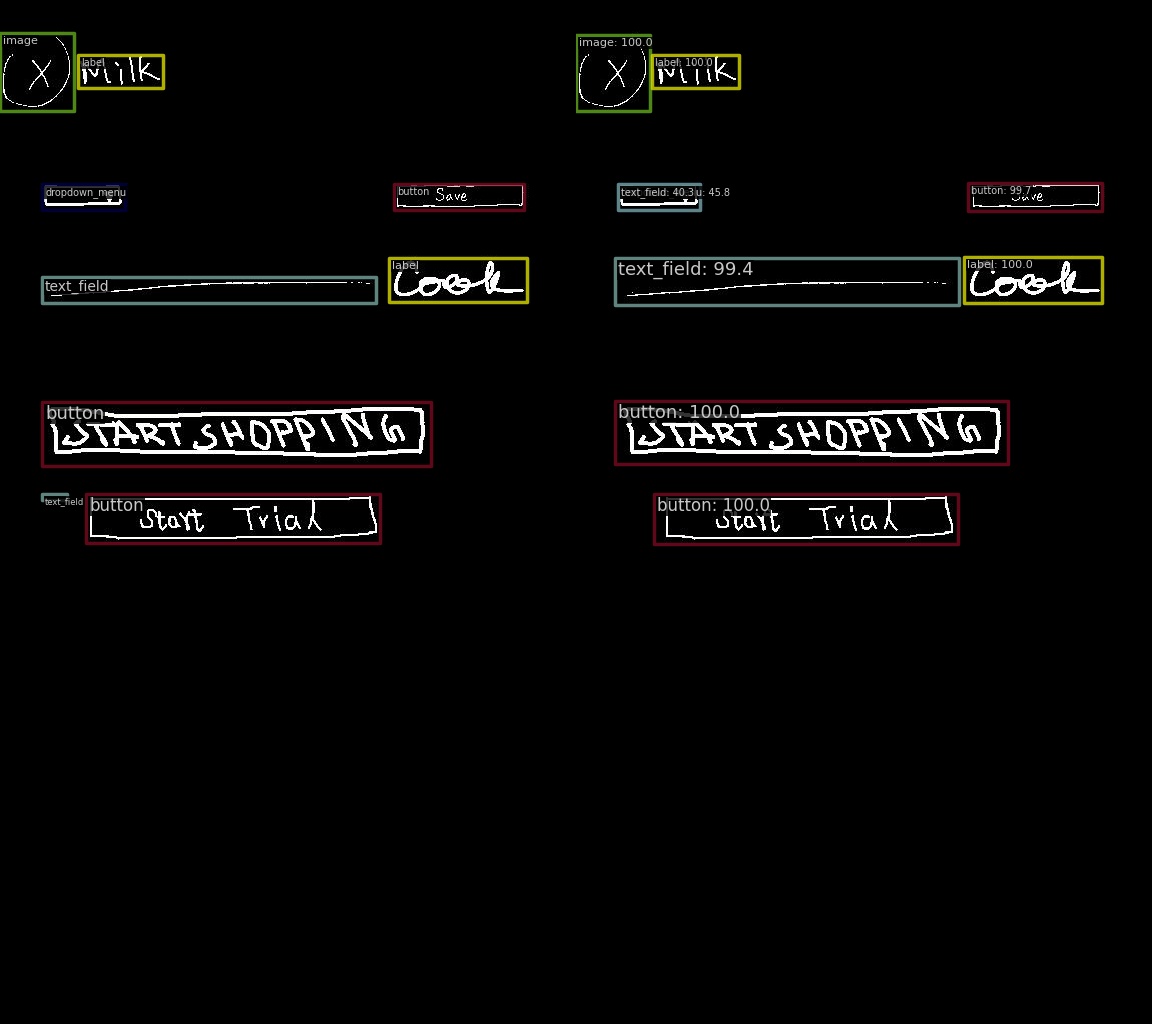 image image: 100.0
X Milk X Milk
label label: 100.0
dropdown_menu button Save text_field: 40.3 u: 45.8 button: 99.7 Save
text_field label Cook text_field: 99.4 label: 100.0 Cook
button button: 100.0
START SHOPPING START SHOPPING
text_field button button: 100.0
Start Trial Start Trial